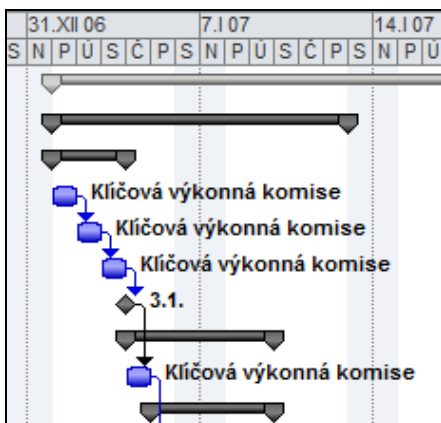 31.XII 06 7.I 07 14.I 07
S N P Ú S Č P S N P Ú S Č P S N P Ú
Klíčová výkonná komise
Klíčová výkonná komise
Klíčová výkonná komise
3.1.
Klíčová výkonná komise